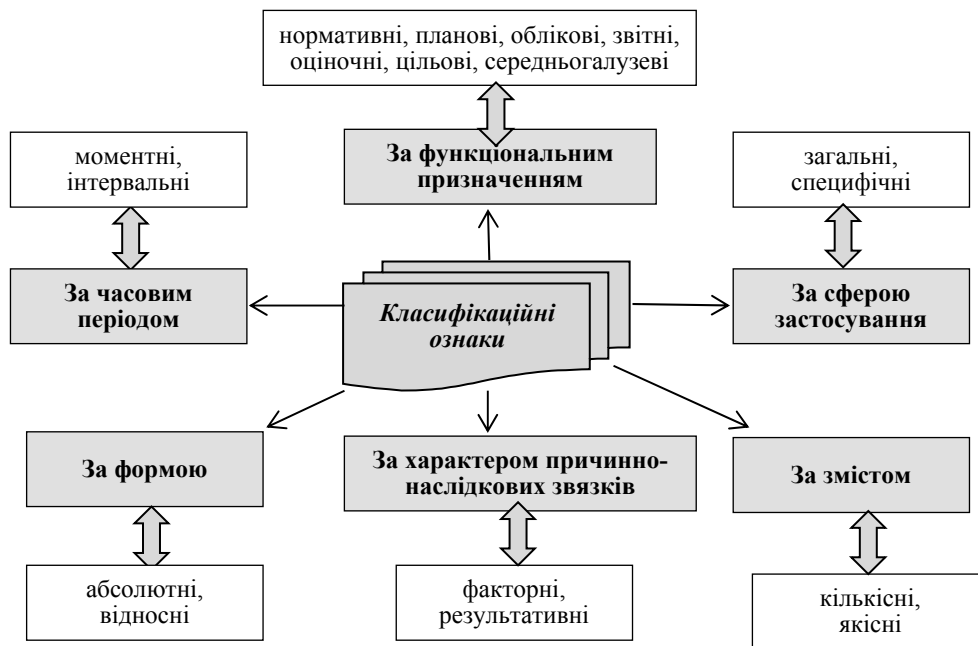 нормативні, планові, облікові, звітні,
оціночні, цільові, середньогалузеві
моментні,
інтервальні
За функціональним
призначенням
загальні,
специфічні
За часовим
періодом
Класифікаційні
ознаки
За сферою
застосування
За формою
За характером причинно-
наслідкових звязків
За змістом
абсолютні,
відносні
факторні,
результативні
кількісні,
якісні